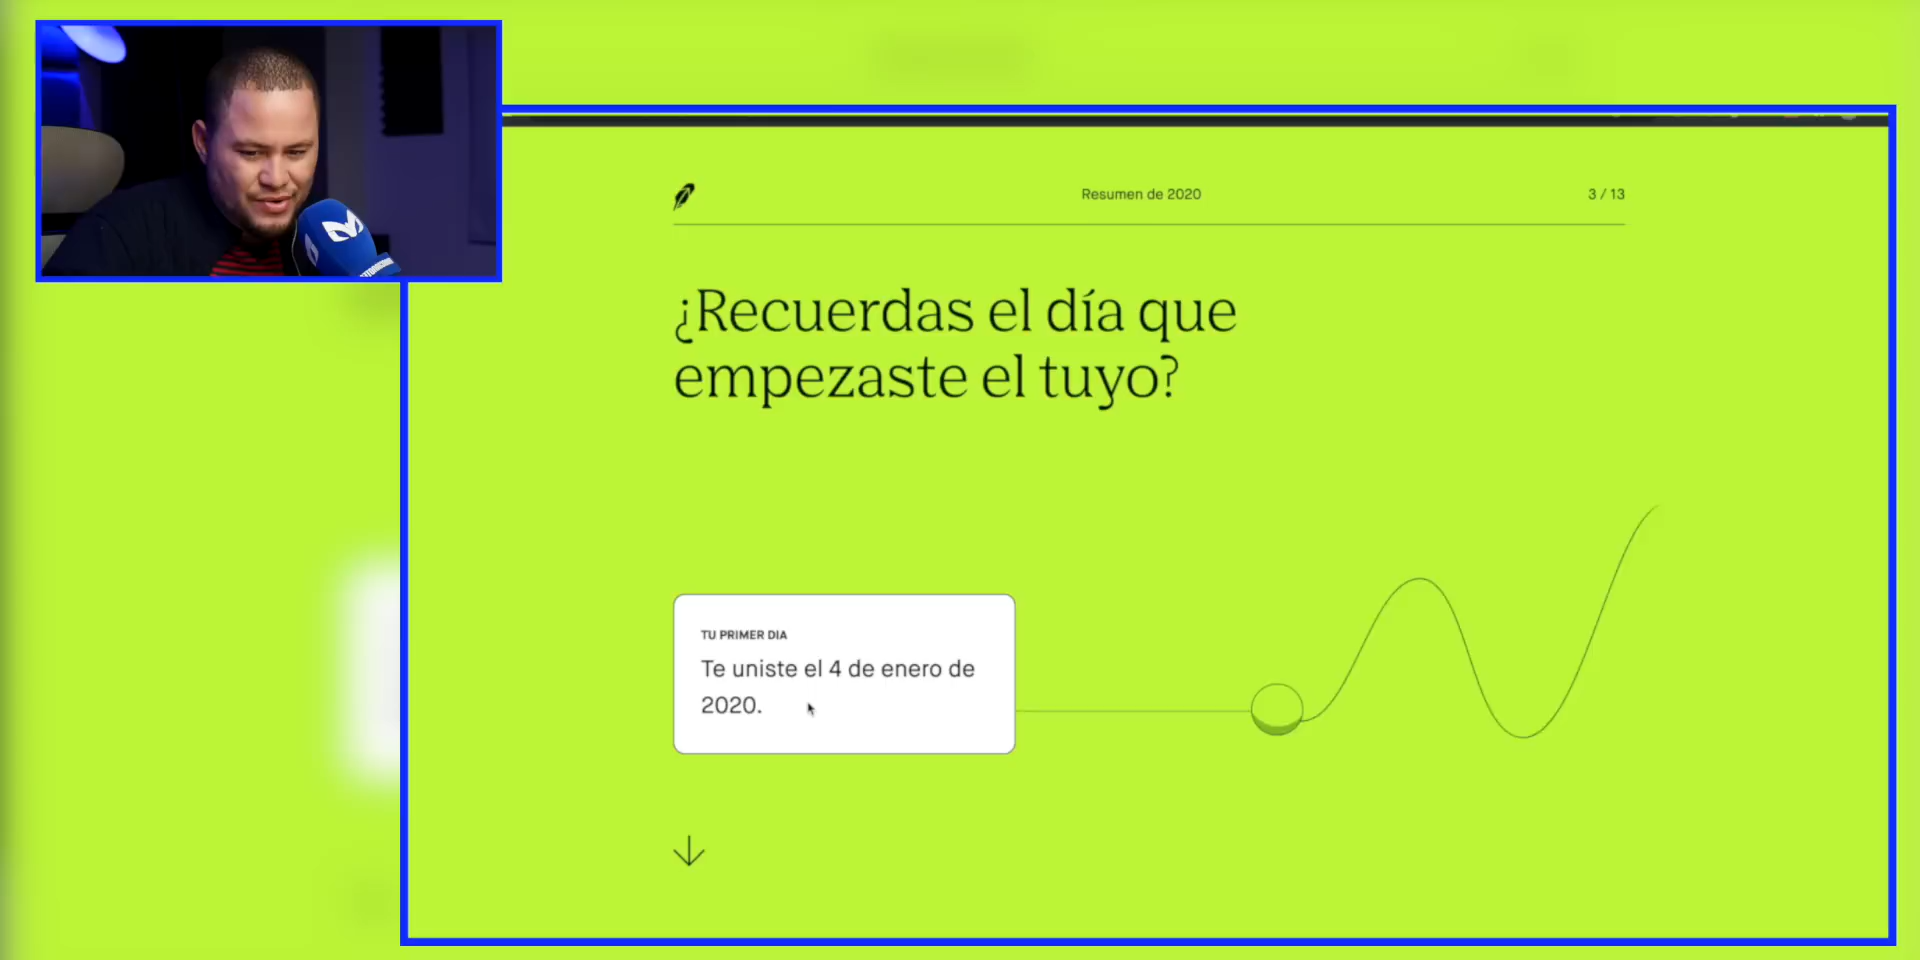 Resumen de 2020
3 / 13
¿Recuerdas el día que
empezaste el tuyo?
TU PRIMER DIA
Te uniste el 4 de enero de
2020.